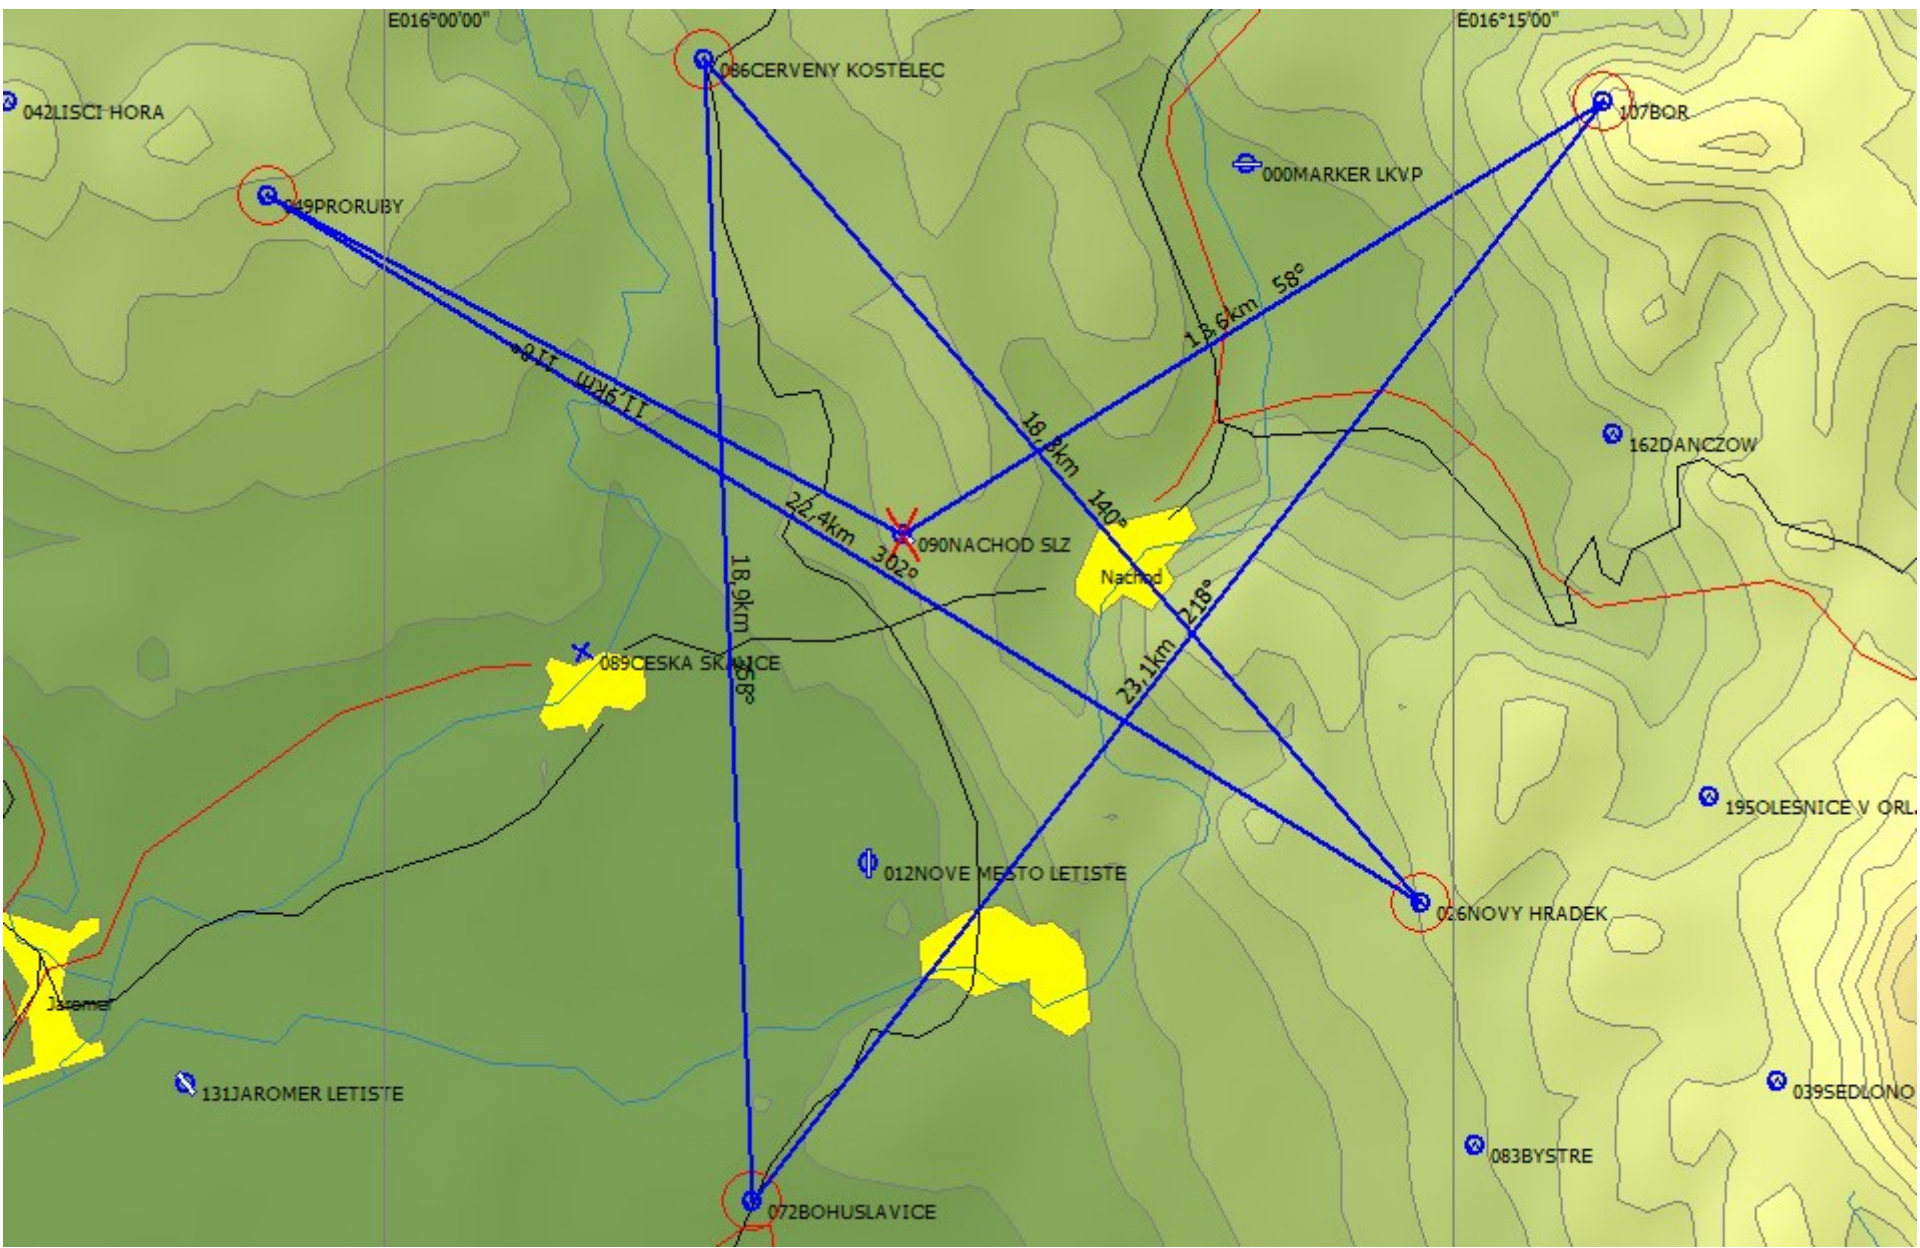 E016°00'00"
E016°15'00"
086CERVENY KOSTELEC
042LISCI HORA
107BOR
000MARKER LKVP
049PRORUBY
13,6km 58°
11,9km 118°
18,3km 140°
162DANCZOW
22,4km 302°
090NACHOD SLZ
Nachod
18,9km 358°
218°
23,1km
089CESKA SKALICE
195OLESNICE V ORL.
012NOVE MESTO LETISTE
026NOVY HRADEK
Jaromer
131JAROMER LETISTE
039SEDLONO
083BYSTRE
072BOHUSLAVICE